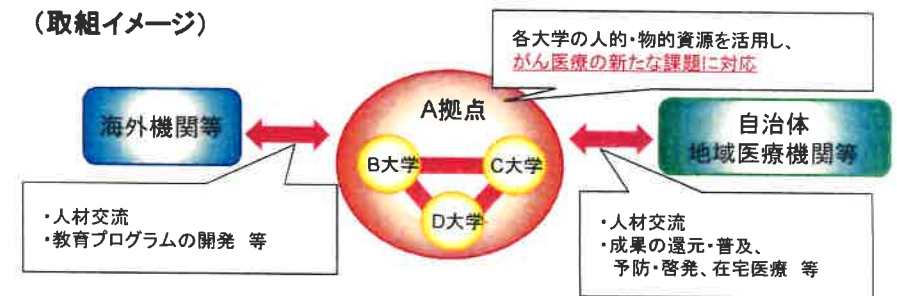 （取組イメージ）
各大学の人的・物的資源を活用し、
がん医療の新たな課題に対応
海外機関等
A拠点
B大学
C大学
D大学
自治体
地域医療機関等
・人材交流
・教育プログラムの開発 等
・人材交流
・成果の還元・普及、
予防・啓発、在宅医療 等